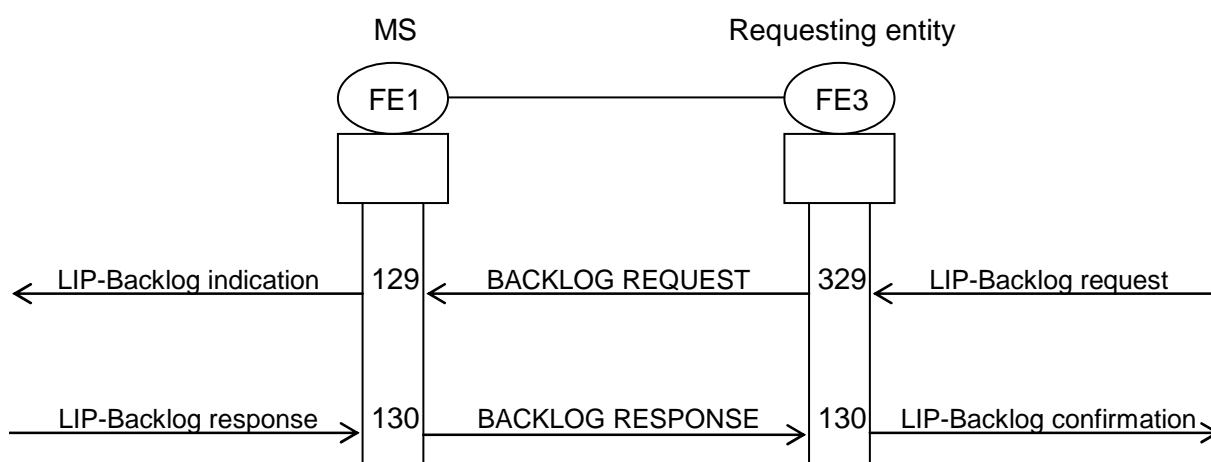 MS Requesting entity
FE1 FE3
LIP-Backlog indication 129 BACKLOG REQUEST 329 LIP-Backlog request
LIP-Backlog response 130 BACKLOG RESPONSE 130 LIP-Backlog confirmation